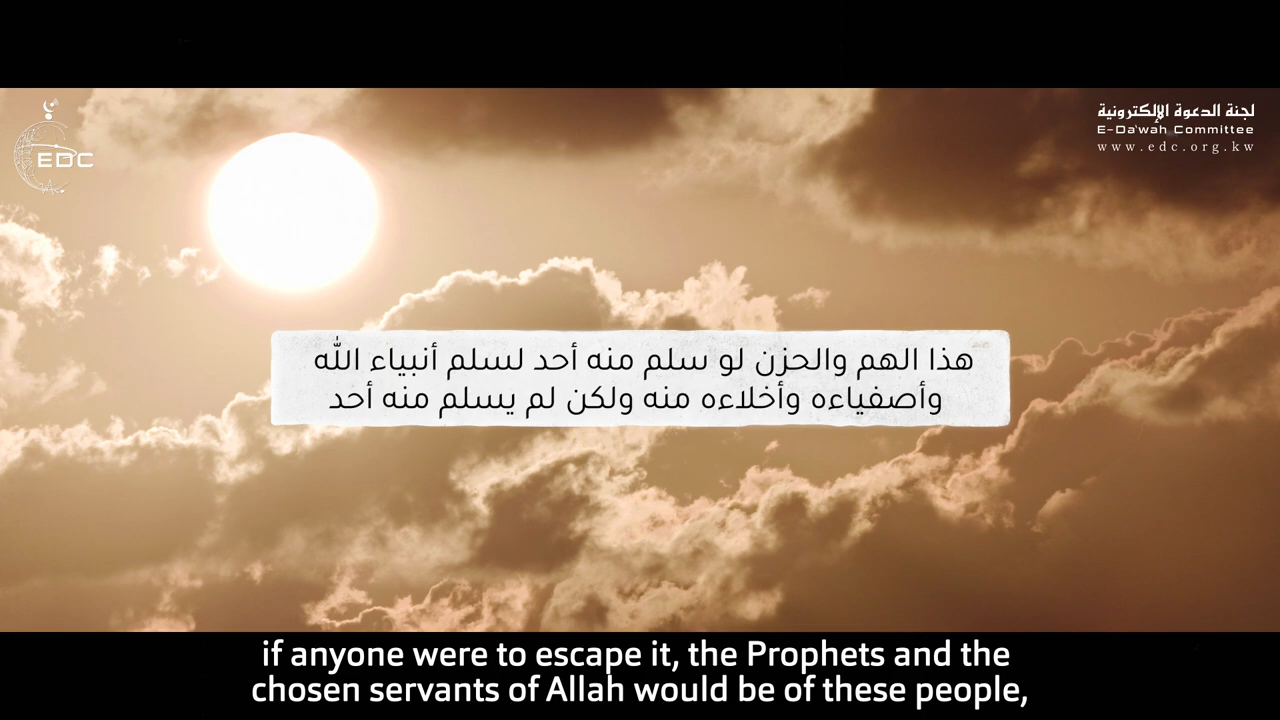 EDC
لجنة الدعوة الإلكترونية
E-Da'wah Committee
www.edc.org.kw
هذا الهم والحزن لو سلم منه أحد لسلم أنبياء الله
وأصفياءه وأخلاءه منه ولكن لم يسلم منه أحد
if anyone were to escape it, the Prophets and the
chosen servants of Allah would be of these people,